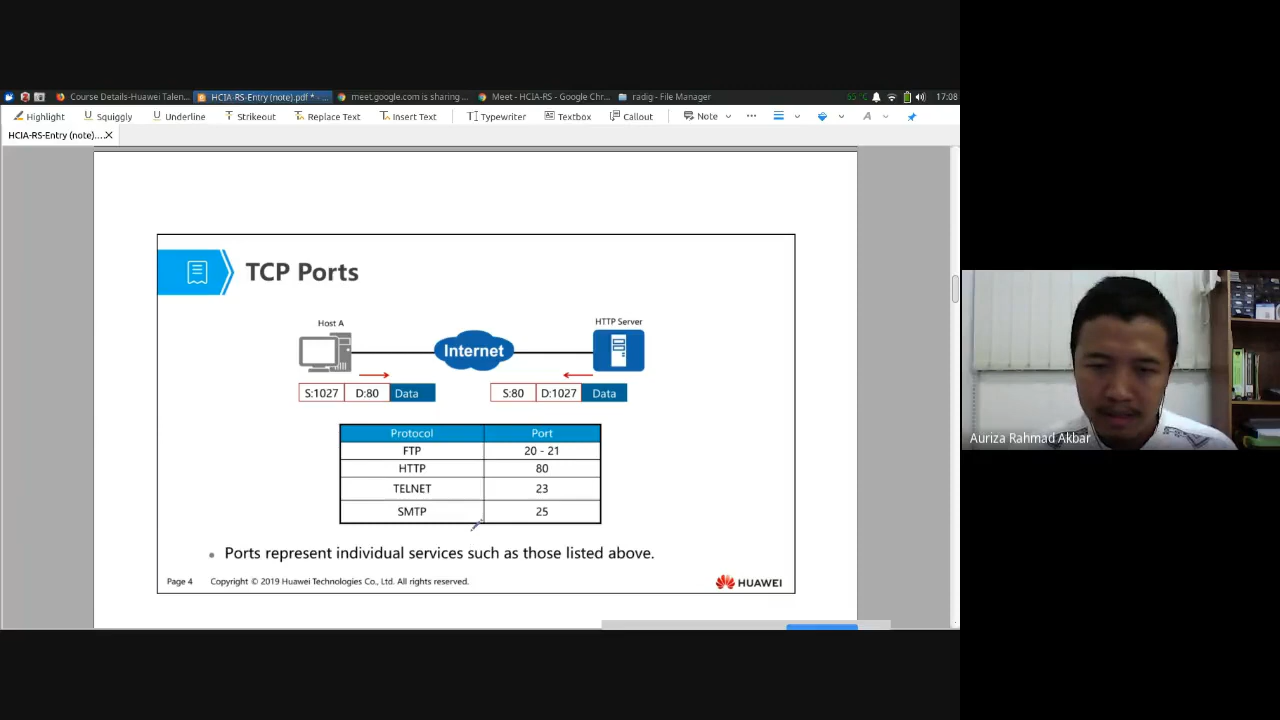 Course Details-Huawei Talen... HCIA-RS-Entry (note).pdf * -... meet.google.com is sharing ... Meet - HCIA-RS - Google Chr... radig - File Manager 65°C 17:08
Highlight Squiggly Underline Strikeout Replace Text Insert Text Typewriter Textbox Callout Note
HCIA-RS-Entry (note)....
TCP Ports
Host A HTTP Server
Internet
S:1027 D:80 Data S:80 D:1027 Data
Protocol Port
FTP 20 - 21
HTTP 80
TELNET 23
SMTP 25
Auriza Rahmad Akbar
• Ports represent individual services such as those listed above.
Page 4 Copyright © 2019 Huawei Technologies Co., Ltd. All rights reserved. HUAWEI